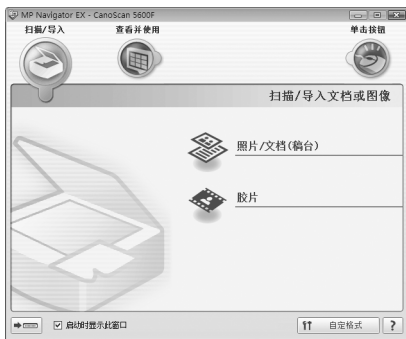 MP Navigator EX - CanoScan 5600F
扫描/导入 查看并使用 单击按钮
扫描/导入文档或图像
照片/文档(稿台)
胶片
启动时显示此窗口
自定格式 ?